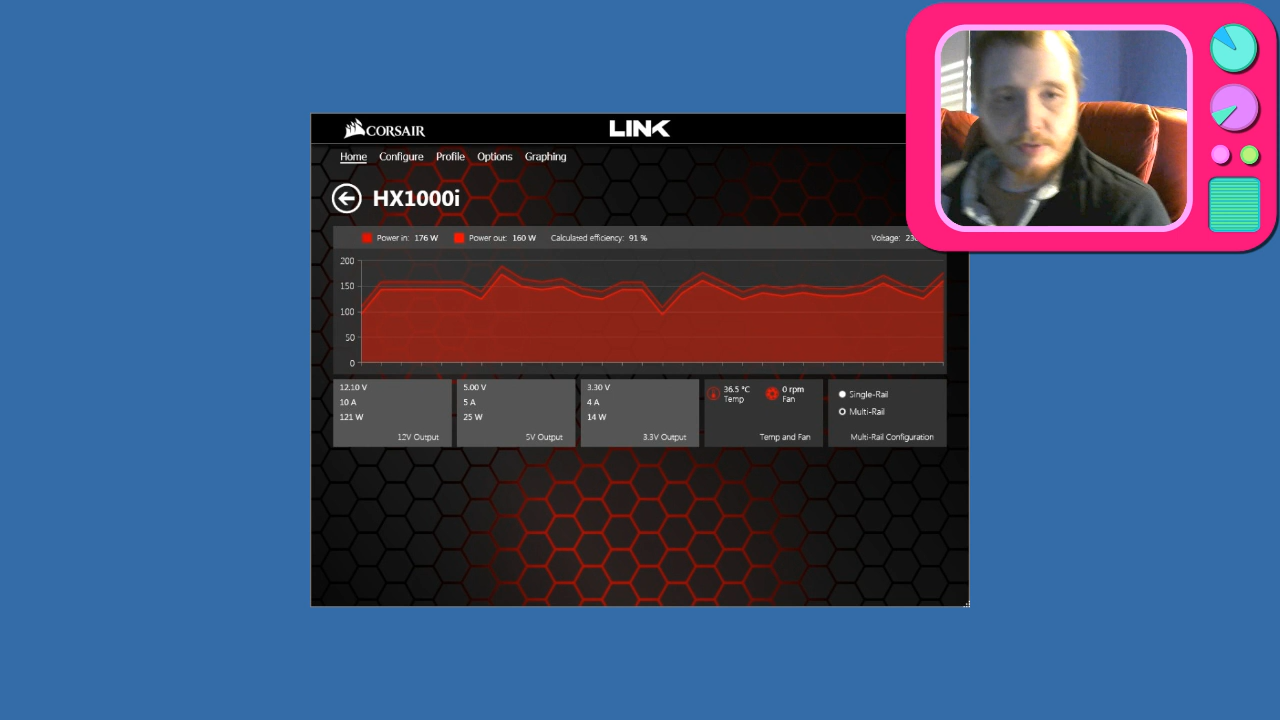 CORSAIR
LINK
Home Configure Profile Options Graphing
HX1000i
Power in: 176 W Power out: 160 W Calculated efficiency: 91 % Voltage:
200
150
100
50
0
12.10 V
10 A
121 W
12V Output
5.00 V
5 A
25 W
5V Output
3.30 V
4 A
14 W
3.3V Output
36.5 °C
Temp
0 rpm
Fan
Temp and Fan
Single-Rail
Multi-Rail
Multi-Rail Configuration